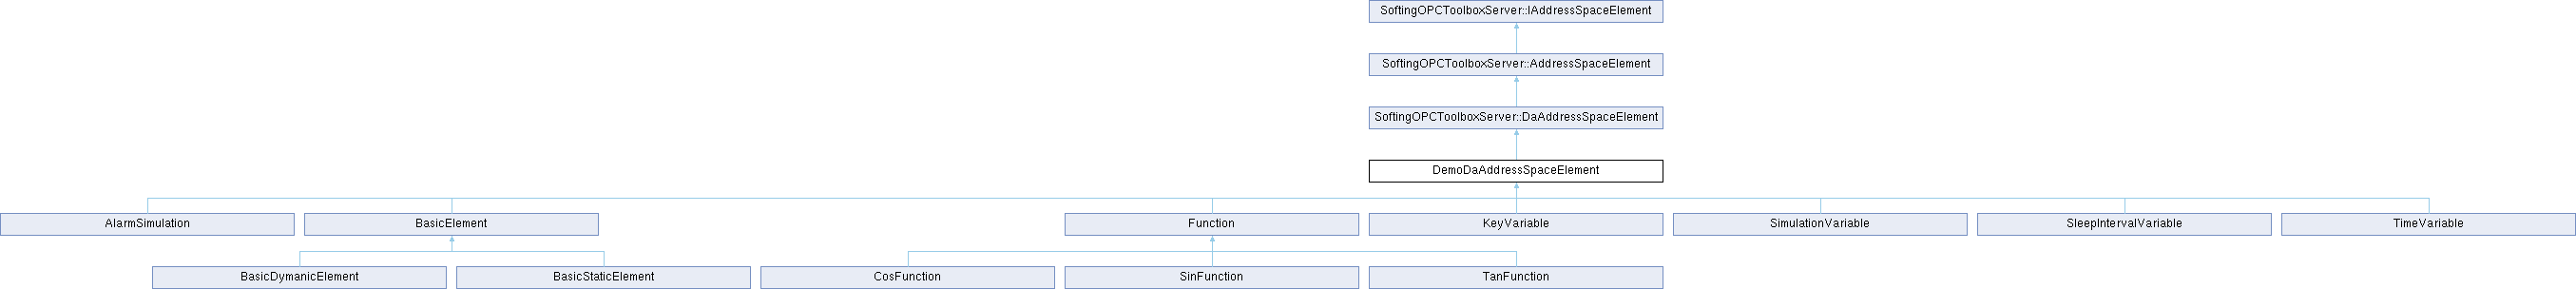 SoftingOPCToolboxServer::IAddressSpaceElement
SoftingOPCToolboxServer::AddressSpaceElement
SoftingOPCToolboxServer::DaAddressSpaceElement
DemoDaAddressSpaceElement
AlarmSimulation BasicElement Function KeyVariable SimulationVariable SleepIntervalVariable TimeVariable
BasicDymanicElement BasicStaticElement CosFunction SinFunction TanFunction